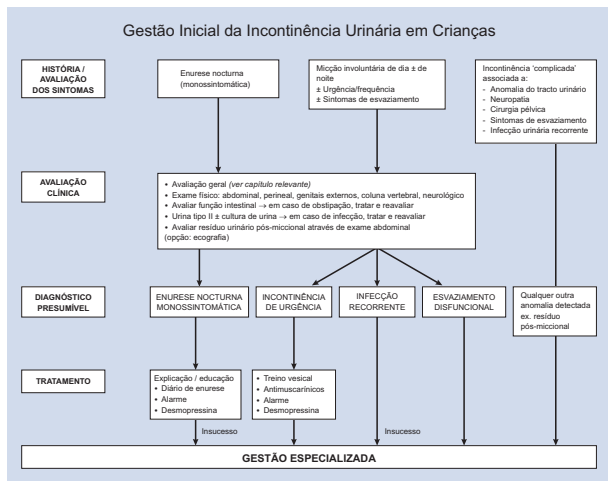 Gestão Inicial da Incontinência Urinária em Crianças
HISTÓRIA /
AVALIAÇÃO
DOS SINTOMAS
Enurese nocturna
(monossintomática)
Micção involuntária de dia ± de
noite
± Urgência/frequência
± Sintomas de esvaziamento
Incontinência ‘complicada’
associada a:
- Anomalia do tracto urinário
- Neuropatia
- Cirurgia pélvica
- Sintomas de esvaziamento
- Infecção urinária recorrente
AVALIAÇÃO
CLÍNICA
• Avaliação geral (ver capítulo relevante)
• Exame físico: abdominal, perineal, genitais externos, coluna vertebral, neurológico
• Avaliar função intestinal → em caso de obstipação, tratar e reavaliar
• Urina tipo II ± cultura de urina → em caso de infecção, tratar e reavaliar
• Avaliar resíduo urinário pós-miccional através de exame abdominal
(opção: ecografia)
DIAGNÓSTICO
PRESUMÍVEL
ENURESE NOCTURNA
MONOSSINTOMÁTICA
INCONTINÊNCIA
DE URGÊNCIA
INFECÇÃO
RECORRENTE
ESVAZIAMENTO
DISFUNCIONAL
Qualquer outra
anomalia detectada
ex. resíduo
pós-miccional
TRATAMENTO
Explicação / educação
• Diário de enurese
• Alarme
• Desmopressina
• Treino vesical
• Antimuscarínicos
• Alarme
• Desmopressina
Insucesso
Insucesso
GESTÃO ESPECIALIZADA